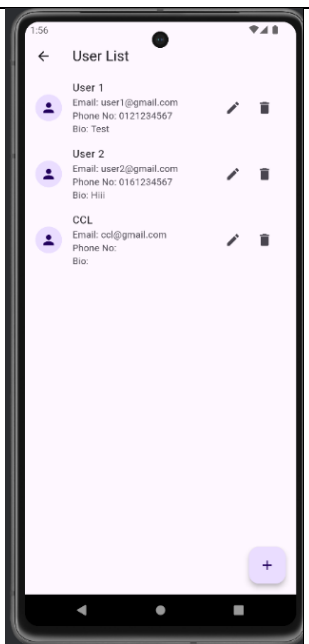 1:56
User List
User 1
Email: user1@gmail.com
Phone No: 0121234567
Bio: Test
User 2
Email: user2@gmail.com
Phone No: 0161234567
Bio: Hiii
CCL
Email: ccl@gmail.com
Phone No:
Bio:
+